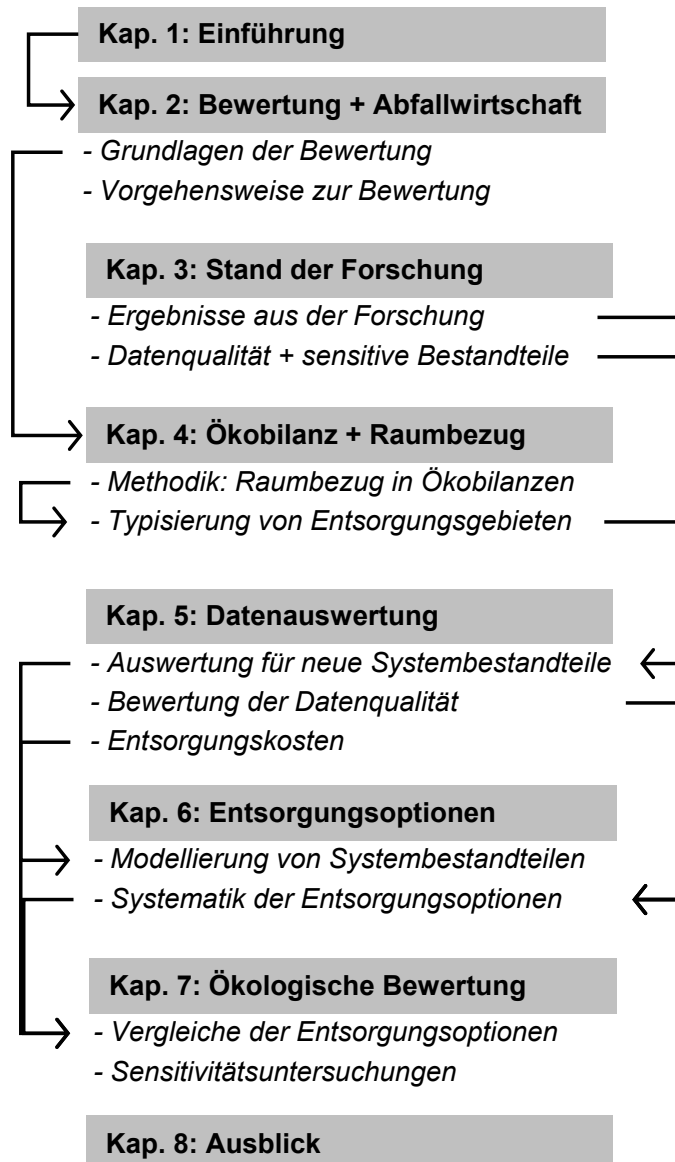 Kap. 1: Einführung
Kap. 2: Bewertung + Abfallwirtschaft
- Grundlagen der Bewertung
- Vorgehensweise zur Bewertung
Kap. 3: Stand der Forschung
- Ergebnisse aus der Forschung
- Datenqualität + sensitive Bestandteile
Kap. 4: Ökobilanz + Raumbezug
- Methodik: Raumbezug in Ökobilanzen
- Typisierung von Entsorgungsgebieten
Kap. 5: Datenauswertung
- Auswertung für neue Systembestandteile
- Bewertung der Datenqualität
- Entsorgungskosten
Kap. 6: Entsorgungsoptionen
- Modellierung von Systembestandteilen
- Systematik der Entsorgungsoptionen
Kap. 7: Ökologische Bewertung
- Vergleiche der Entsorgungsoptionen
- Sensitivitätsuntersuchungen
Kap. 8: Ausblick